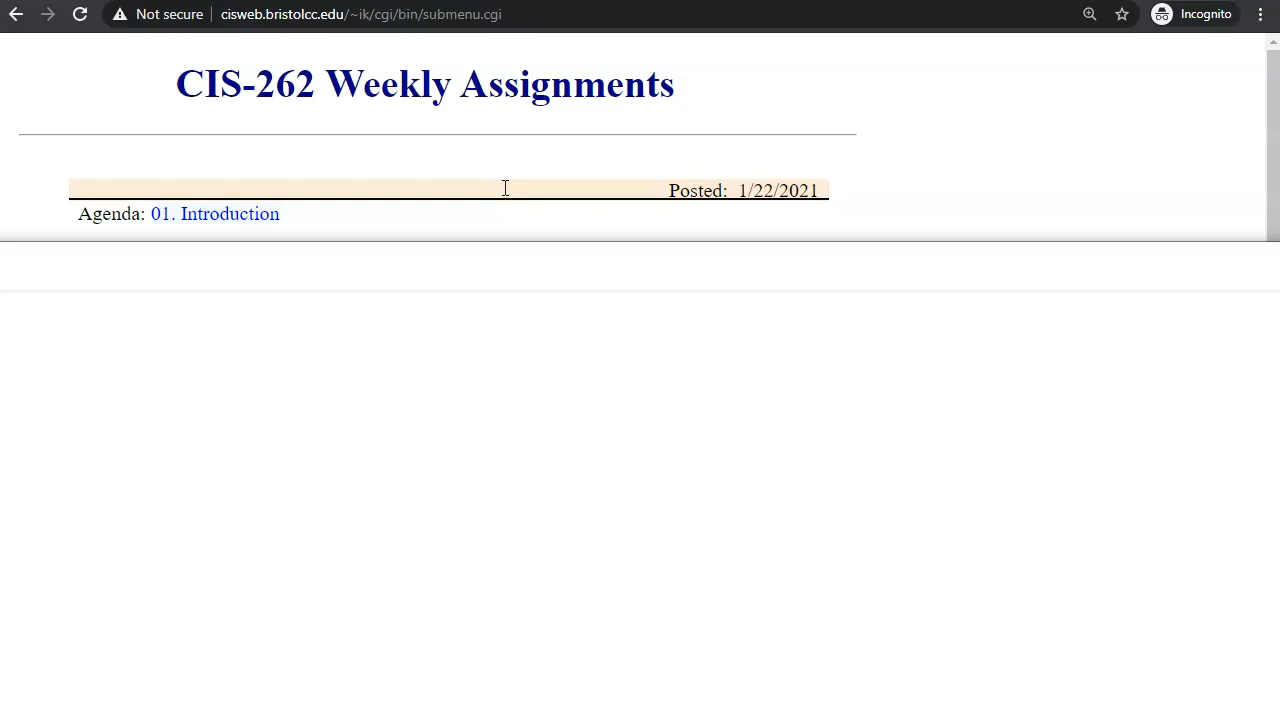 Not secure cisweb.bristolcc.edu/~ik/cgi/bin/submenu.cgi Incognito
CIS-262 Weekly Assignments
Posted: 1/22/2021
Agenda: 01. Introduction